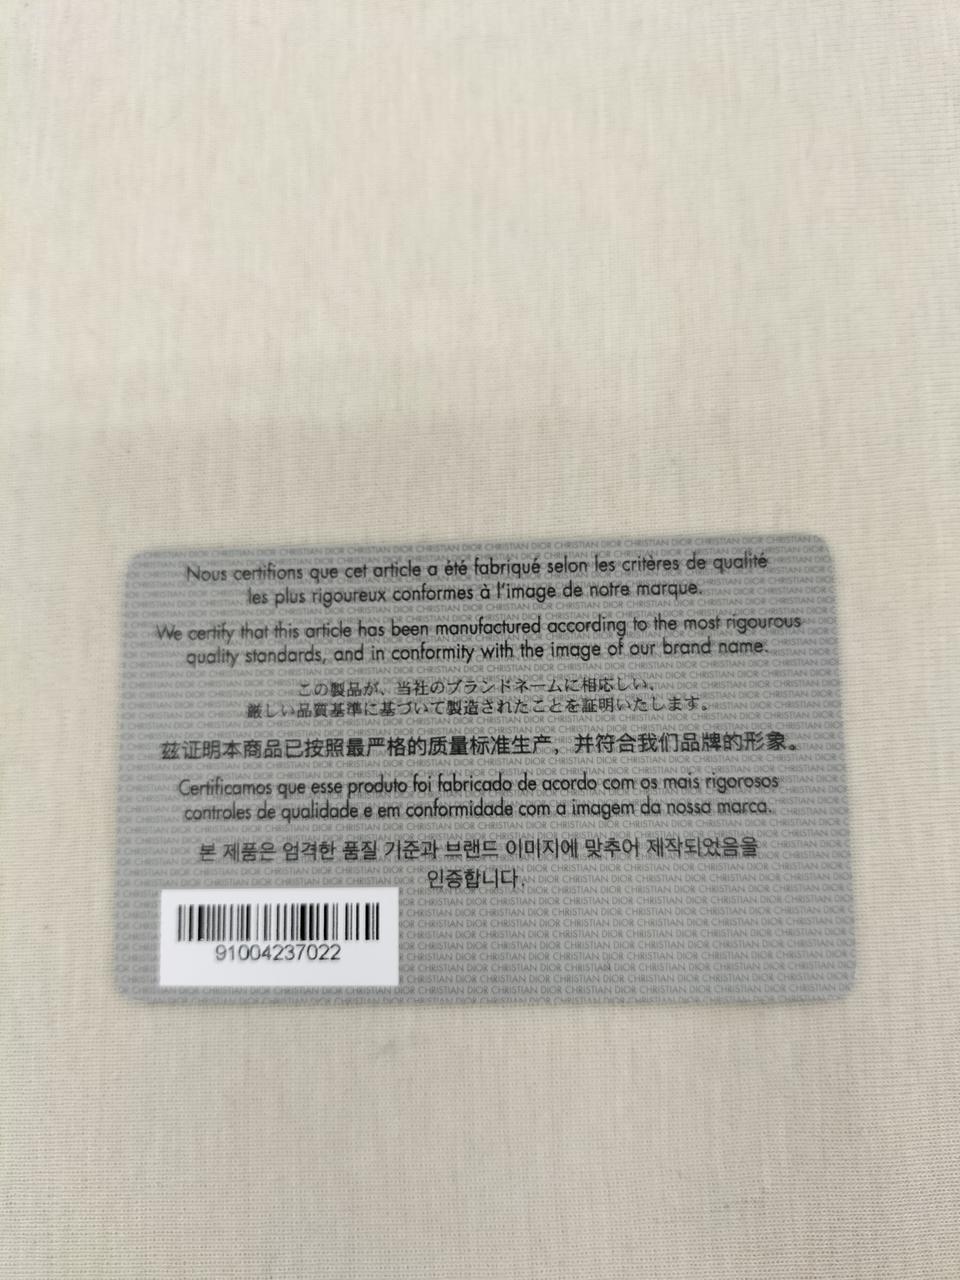 Nous certifions que cet article a été fabriqué selon les critères de qualité
les plus rigoureux conformes à l'image de notre marque.
We certify that this article has been manufactured according to the most rigourous
quality standards, and in conformity with the image of our brand name.
この製品が、当社のブランドネームに相応しい、
厳しい品質基準に基づいて製造されたことを証明いたします。
兹证明本商品已按照最严格的质量标准生产，并符合我们品牌的形象。
Certificamos que esse produto foi fabricado de acordo com os mais rigorosos
controles de qualidade e em conformidade com a imagem da nossa marca.
본 제품은 엄격한 품질 기준과 브랜드 이미지에 맞추어 제작되었음을
인증합니다.
91004237022